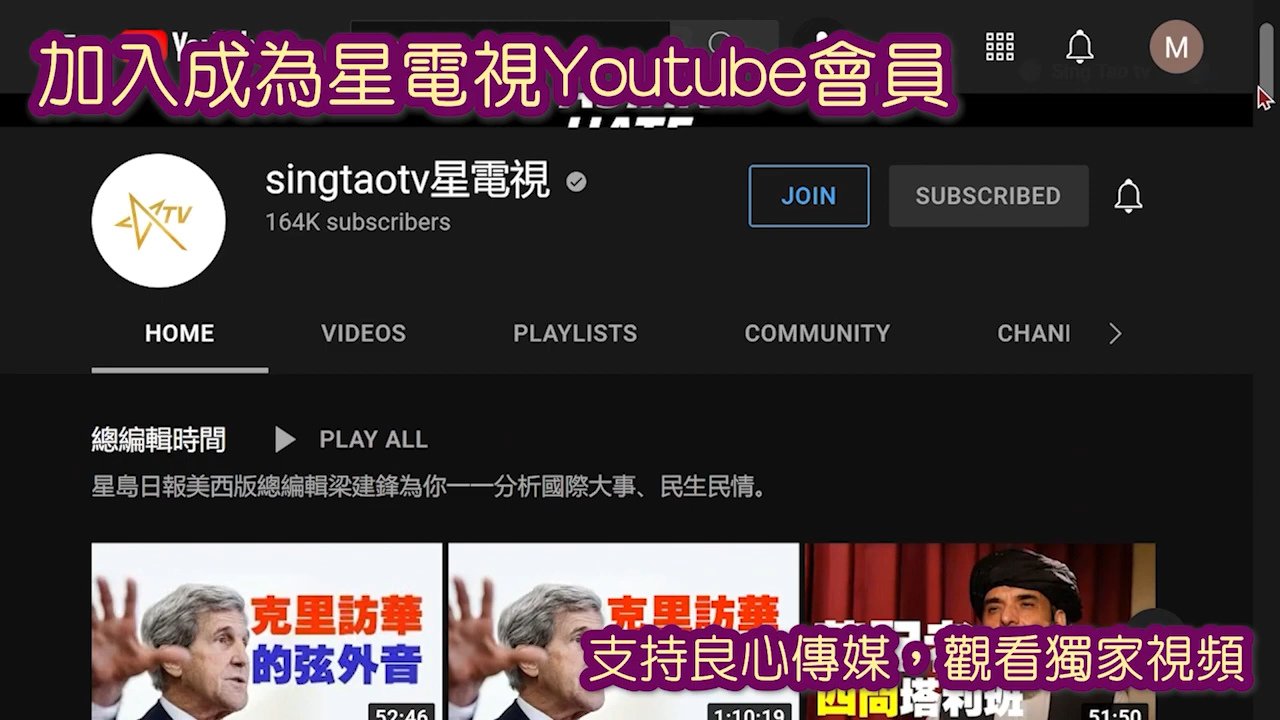 加入成為星電視Youtube會員
M
HATE
TV
singtaotv星電視
164K subscribers
JOIN
SUBSCRIBED
HOME
VIDEOS
PLAYLISTS
COMMUNITY
總編輯時間
PLAY ALL
星島日報美西版總編輯梁建鋒為你一一分析國際大事、民生民情。
克里訪華
的弦外音
克里訪華
支持良心傳媒，觀看獨家視頻
52:46
1:10:19
51:50